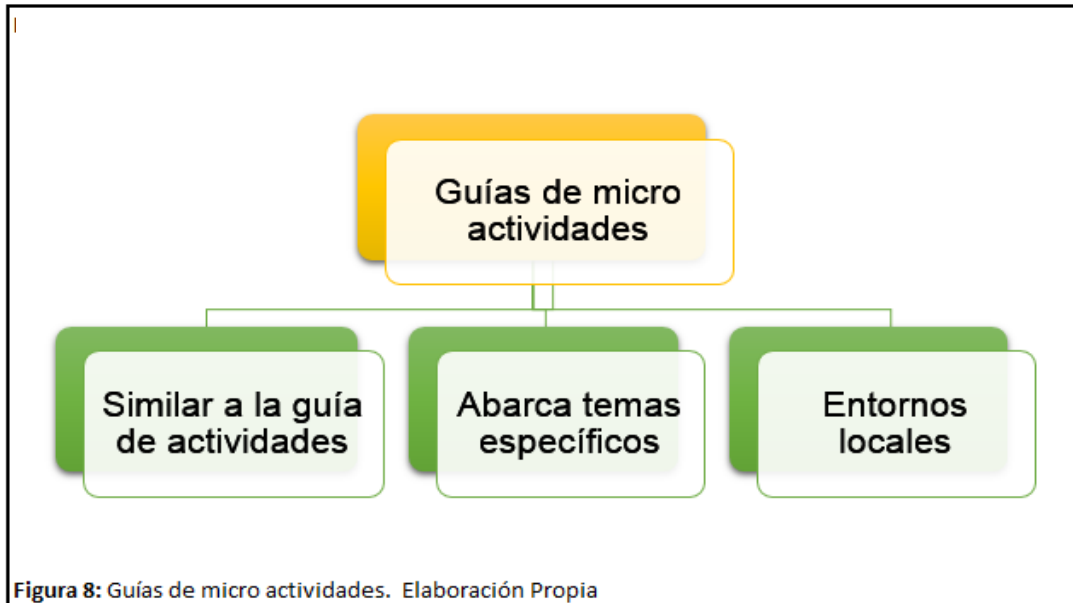 Guías de micro
actividades
Similar a la guía
de actividades
Abarca temas
específicos
Entornos
locales
Figura 8: Guías de micro actividades. Elaboración Propia